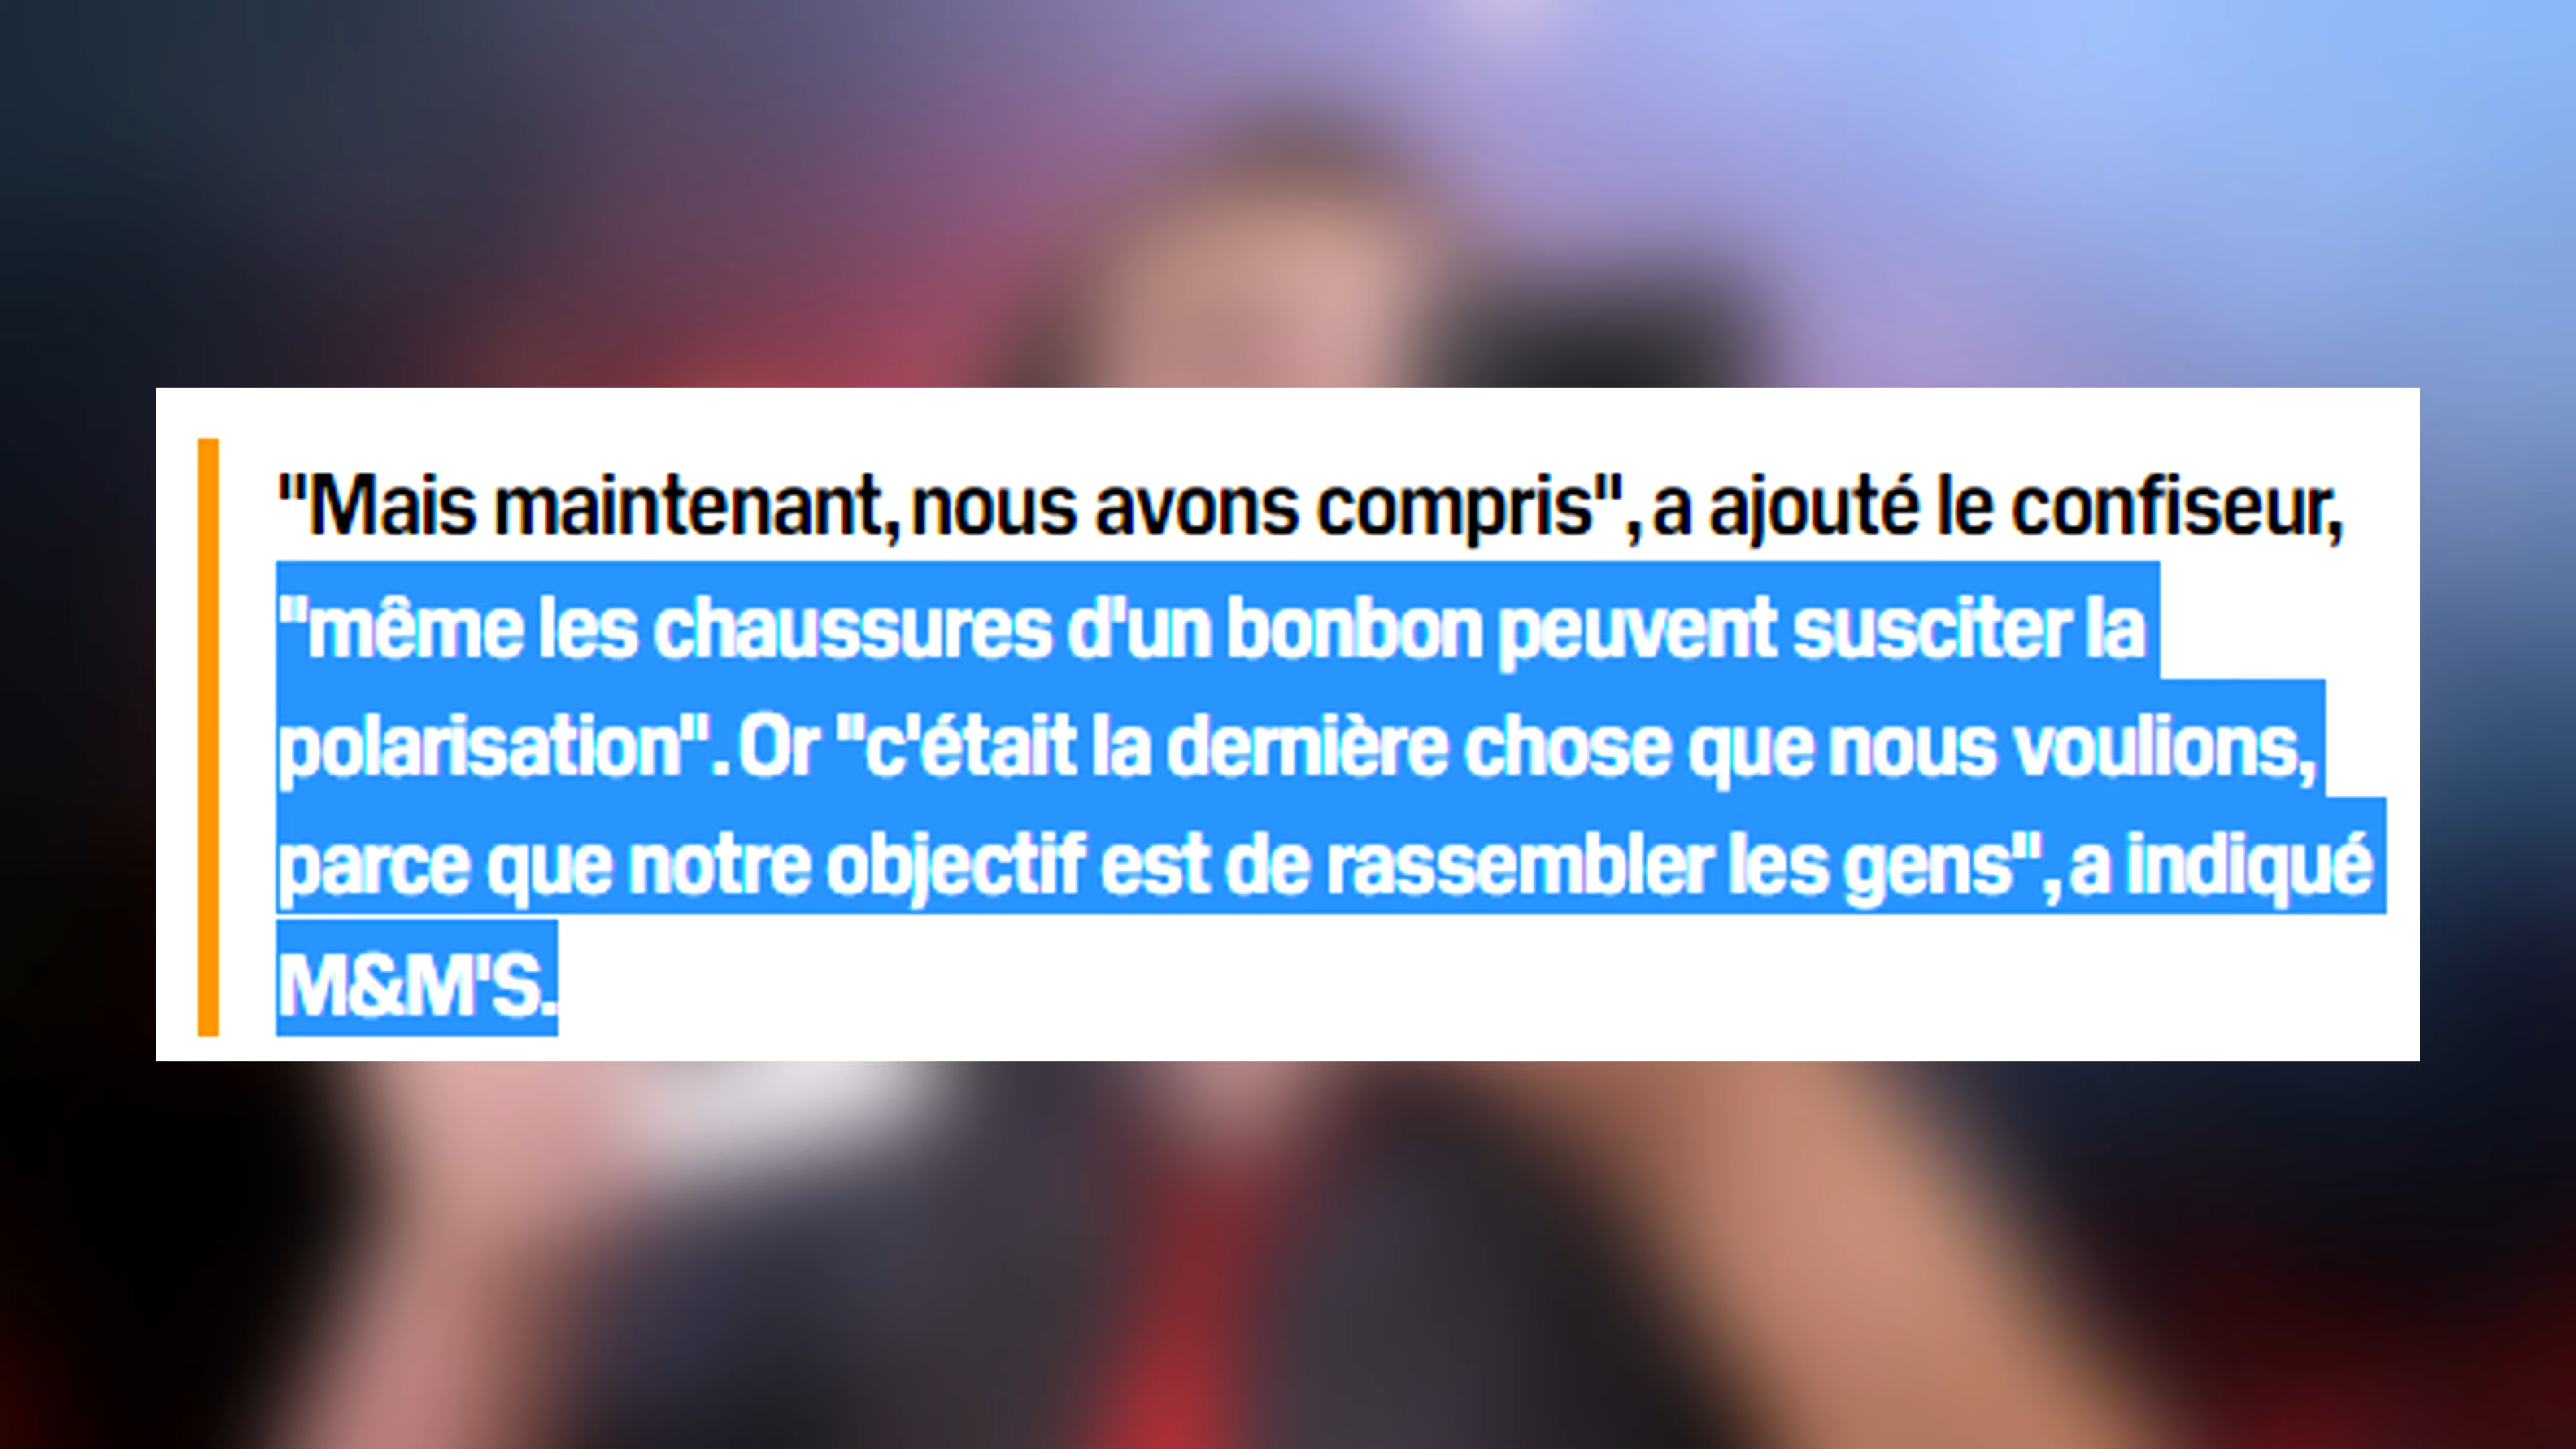 "Mais maintenant, nous avons compris", a ajouté le confiseur,
"même les chaussures d'un bonbon peuvent susciter la
polarisation". Or "c'était la dernière chose que nous voulions,
parce que notre objectif est de rassembler les gens", a indiqué
M&M'S.